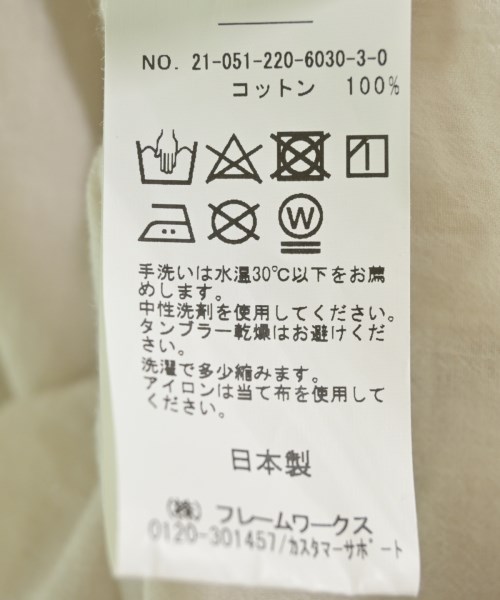 NO. 21-051-220-6030-3-0
コットン 100%
W
手洗いは水温30℃以下をお薦
めします。
中性洗剤を使用してください。
タンブラー乾燥はお避けくだ
さい。
洗濯で多少縮みます。
アイロンは当て布を使用して
ください。
日本製
(株) フレームワークス
0120-301457/カスタマーサポート